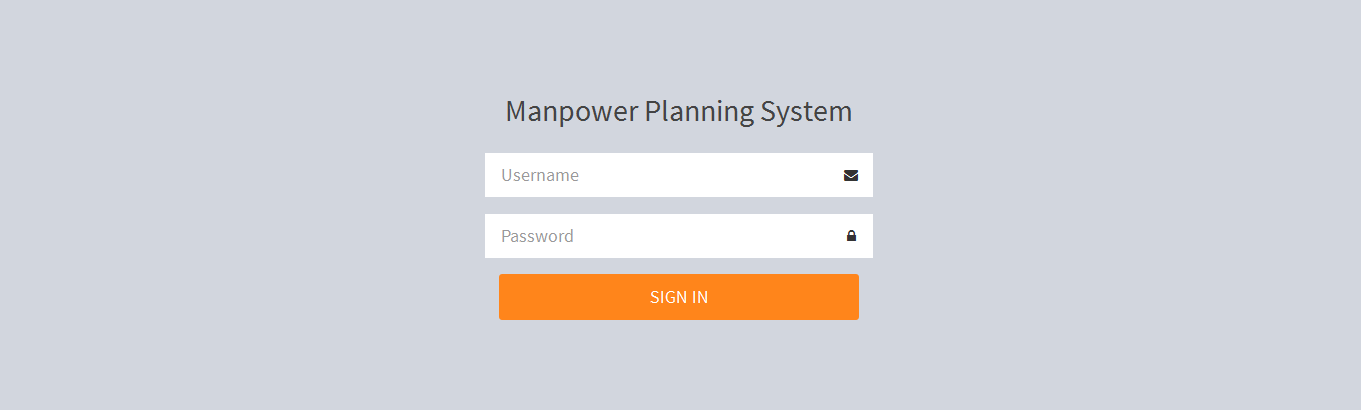 Manpower Planning System
Username
Password
SIGN IN